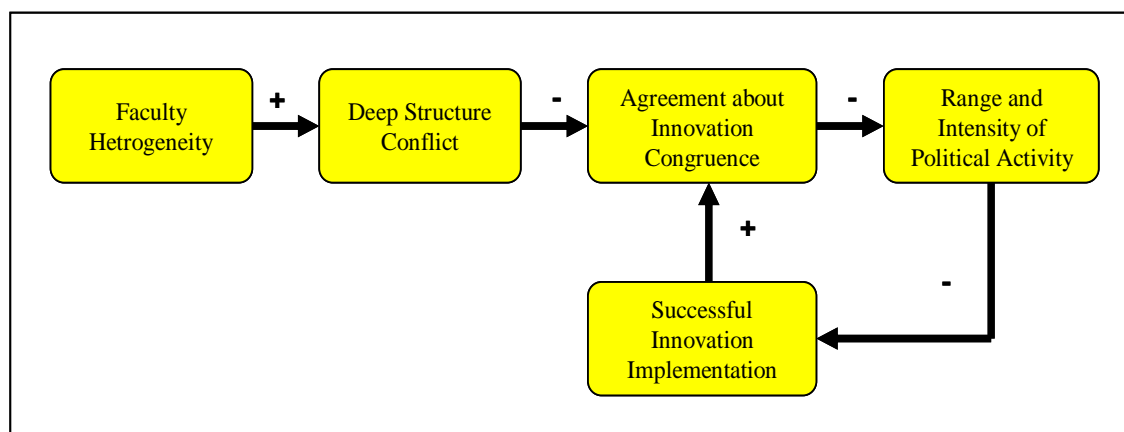 Faculty
Hetrogeneity
+
Deep Structure
Conflict
-
Agreement about
Innovation
Congruence
-
Range and
Intensity of
Political Activity
+
-
Successful
Innovation
Implementation